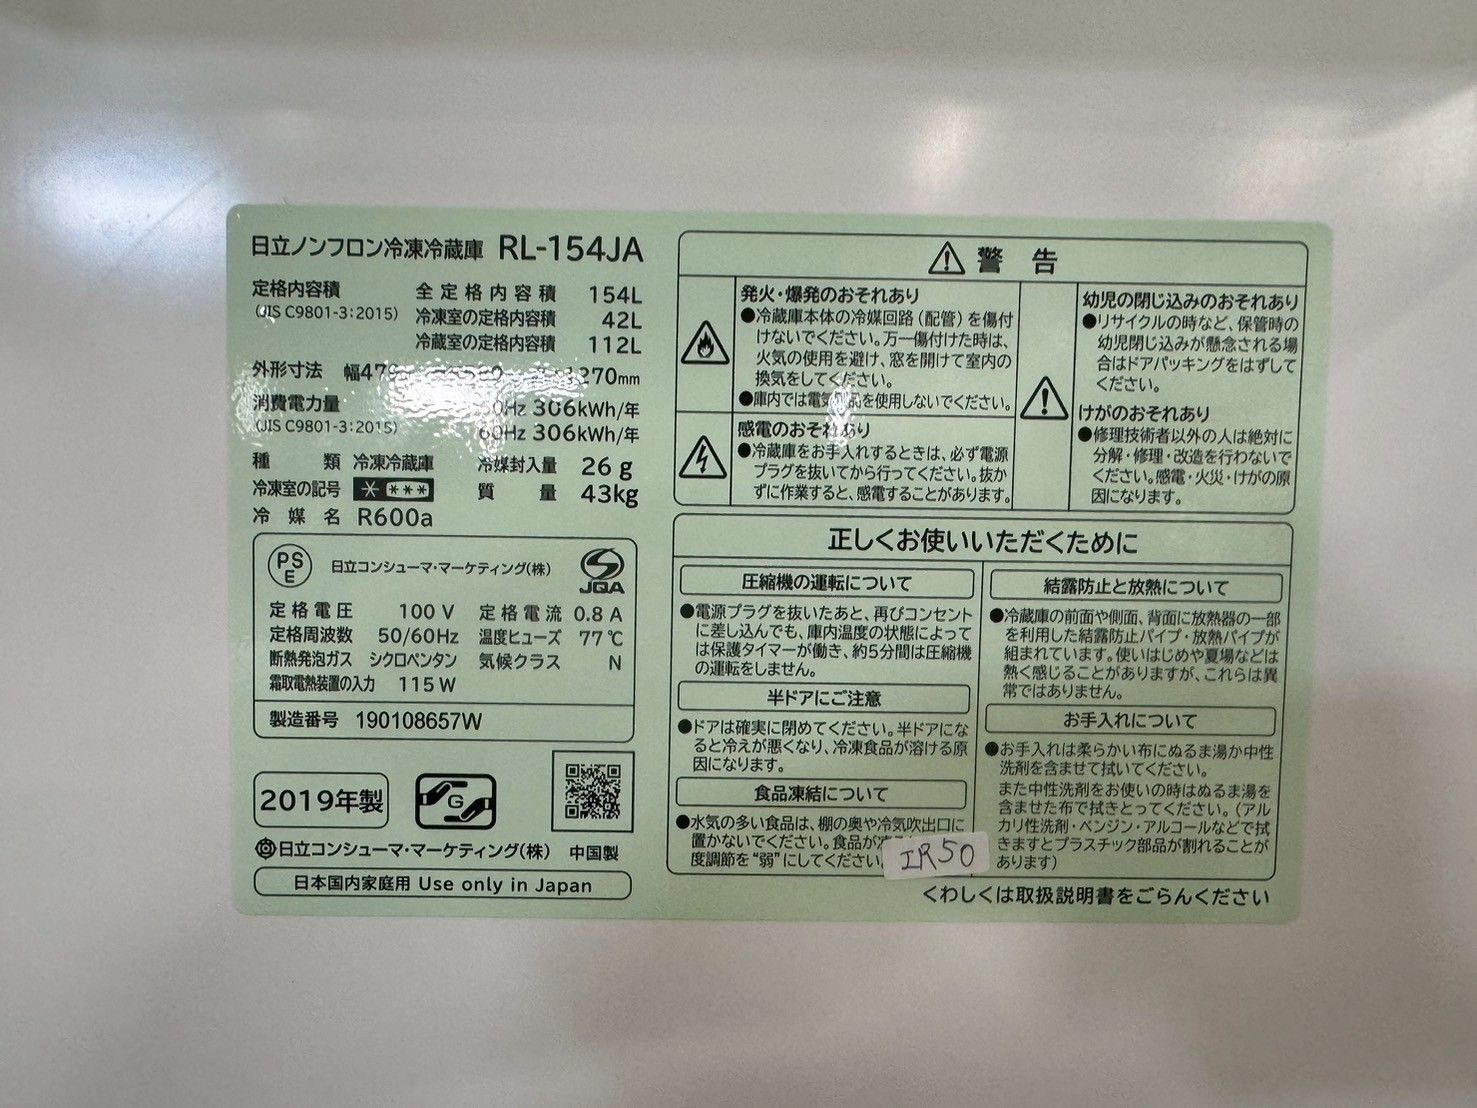 日立ノンフロン冷凍冷蔵庫 RL-154JA
定格内容積 全定格内容積 154L
(JIS C9801-3:2015) 冷凍室の定格内容積 42L
冷蔵室の定格内容積 112L
外形寸法 幅47 270mm
消費電力量 50Hz 306kWh/年
(JIS C9801-3:2015) 60Hz 306kWh/年
種類 冷凍冷蔵庫 冷媒封入量 26g
冷凍室の記号 質量 43kg
冷媒名 R600a
PSE 日立コンシューマ・マーケティング(株) JQA
定格電圧 100V 定格電流 0.8A
定格周波数 50/60Hz 温度ヒューズ 77℃
断熱発泡ガス シクロペンタン 気候クラス N
霜取電熱装置の入力 115W
製造番号 190108657W
2019年製 G
日立コンシューマ・マーケティング(株) 中国製
日本国内家庭用 Use only in Japan
警告
発火・爆発のおそれあり
●冷蔵庫本体の冷媒回路(配管)を傷付
けないでください。万一傷付けた時は、
火気の使用を避け、窓を開けて室内の
換気をしてください。
●庫内では電気製品を使用しないでください。
感電のおそれあり
●冷蔵庫をお手入れするときは、必ず電源
プラグを抜いてから行ってください。抜か
ずに作業すると、感電することがあります。
幼児の閉じ込みのおそれあり
●リサイクルの時など、保管時の
幼児閉じ込みが懸念される場
合はドアパッキングをはずして
ください。
けがのおそれあり
●修理技術者以外の人は絶対に
分解・修理・改造を行わないで
ください。感電・火災・けがの原
因になります。
正しくお使いいただくために
圧縮機の運転について
●電源プラグを抜いたあと、再びコンセント
に差し込んでも、庫内温度の状態によって
は保護タイマーが働き、約5分間は圧縮機
の運転をしません。
半ドアにご注意
●ドアは確実に閉めてください。半ドアにな
ると冷えが悪くなり、冷凍食品が溶ける原
因になります。
食品凍結について
●水気の多い食品は、棚の奥や冷気吹出口に
置かないでください。食品が凍
度調節を“弱”にしてください。
IR50
結露防止と放熱について
●冷蔵庫の前面や側面、背面に放熱器の一部
を利用した結露防止パイプ・放熱パイプが
組まれています。使いはじめや夏場などは
熱く感じることがありますが、これらは異
常ではありません。
お手入れについて
●お手入れは柔らかい布にぬるま湯か中性
洗剤を含ませて拭いてください。
また中性洗剤をお使いの時はぬるま湯を
含ませた布で拭きとってください。(アル
カリ性洗剤・ベンジン・アルコールなどで拭
きますとプラスチック部品が割れることが
あります)
くわしくは取扱説明書をごらんください